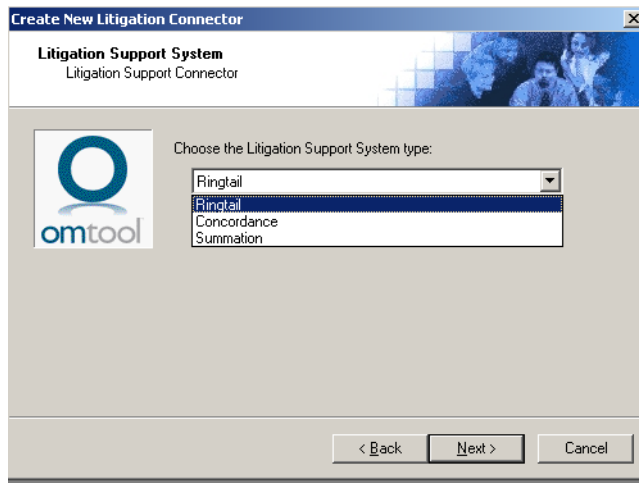 Create New Litigation Connector
Litigation Support System
Litigation Support Connector
Choose the Litigation Support System type:
Ringtail
Ringtail
Concordance
Summation
omtool
< Back
Next >
Cancel